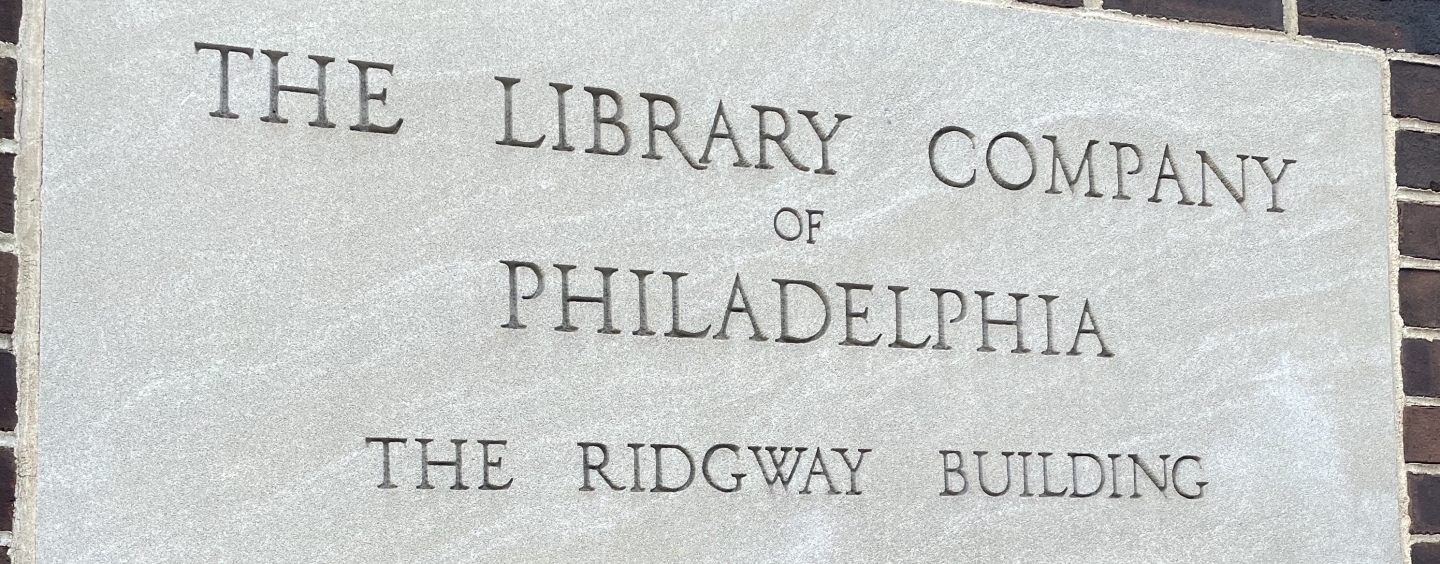 THE LIBRARY COMPANY
OF
PHILADELPHIA
THE RIDGWAY BUILDING